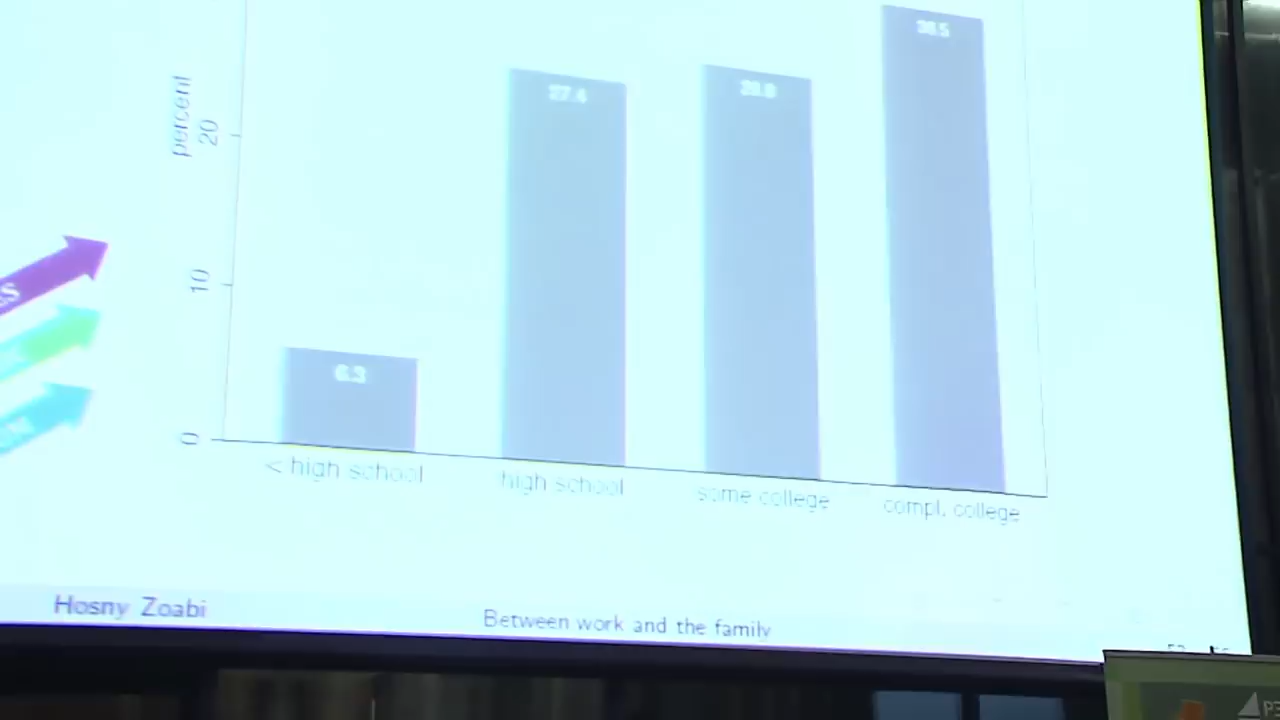 percent
20
10
0
27.4
6.3
< high school
high school
some college
compl. college
Hosny Zoabi
Between work and the family